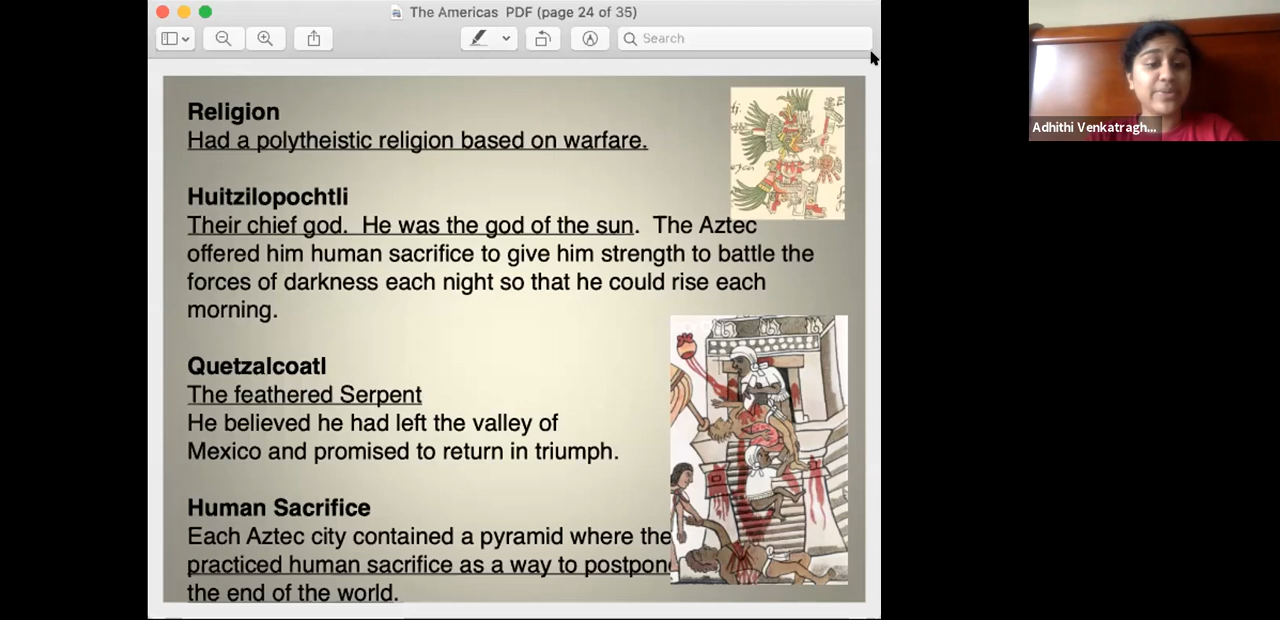 The Americas PDF (page 24 of 35)
Search
Religion
Had a polytheistic religion based on warfare.
Huitzilopochtli
Their chief god. He was the god of the sun. The Aztec
offered him human sacrifice to give him strength to battle the
forces of darkness each night so that he could rise each
morning.
Quetzalcoatl
The feathered Serpent
He believed he had left the valley of
Mexico and promised to return in triumph.
Human Sacrifice
Each Aztec city contained a pyramid where the
practiced human sacrifice as a way to postpon
the end of the world.
Adhithi Venkatragh...